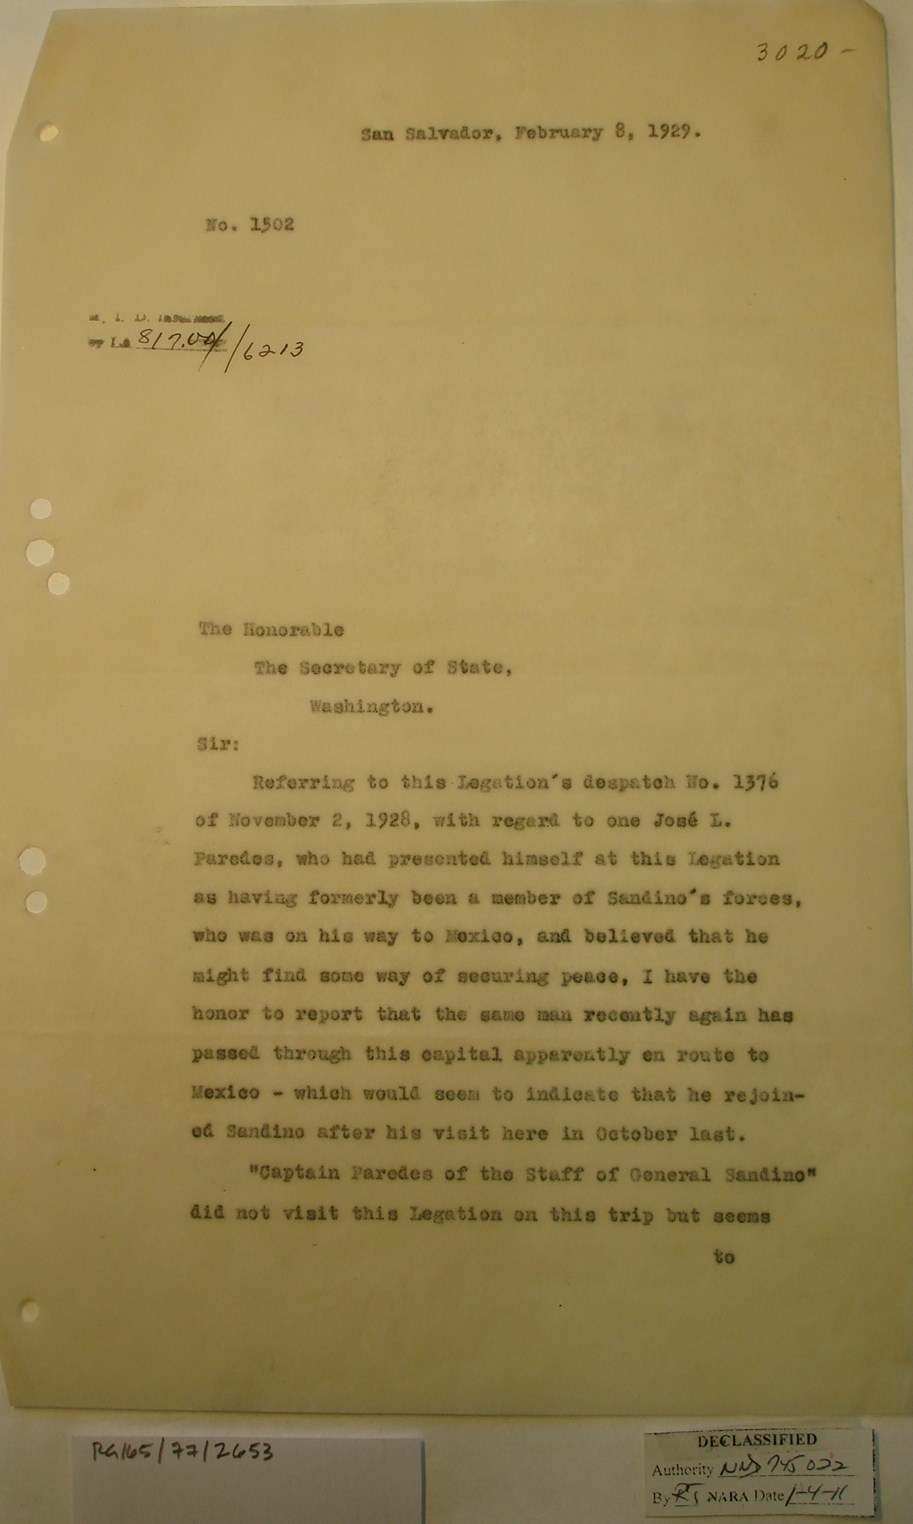 3020-
San Salvador, February 8, 1929.
No. 1502
817.00/6213
The Honorable
The Secretary of State,
Washington.
Sir:
Referring to this Legation's despatch No. 1376
of November 2, 1928, with regard to one José L.
Paredes, who had presented himself at this Legation
as having formerly been a member of Sandino's forces,
who was on his way to Mexico, and believed that he
might find some way of securing peace, I have the
honor to report that the same man recently again has
passed through this capital apparently en route to
Mexico - which would seem to indicate that he rejoin-
ed Sandino after his visit here in October last.
"Captain Paredes of the Staff of General Sandino"
did not visit this Legation on this trip but seems
to
RG165/77/2653
DECLASSIFIED
Authority NND 745022
By RT NARA Date 1-4-11